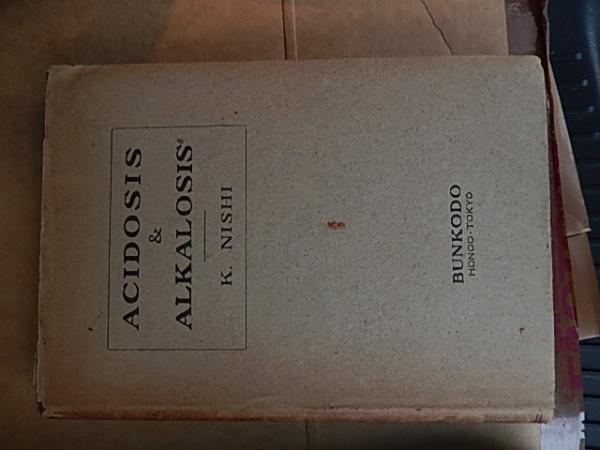 ACIDOSIS
&
ALKALOSIS
K. NISHI
BUNKODO
HONGO-TOKYO